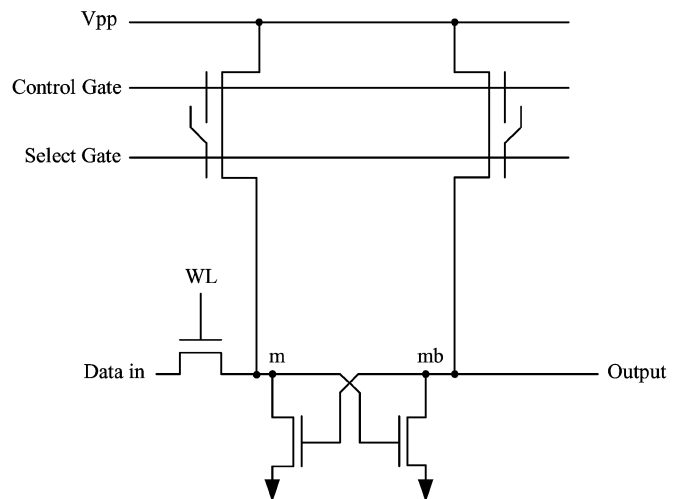 Vpp
Control Gate
Select Gate
WL
Data in
m
mb
Output